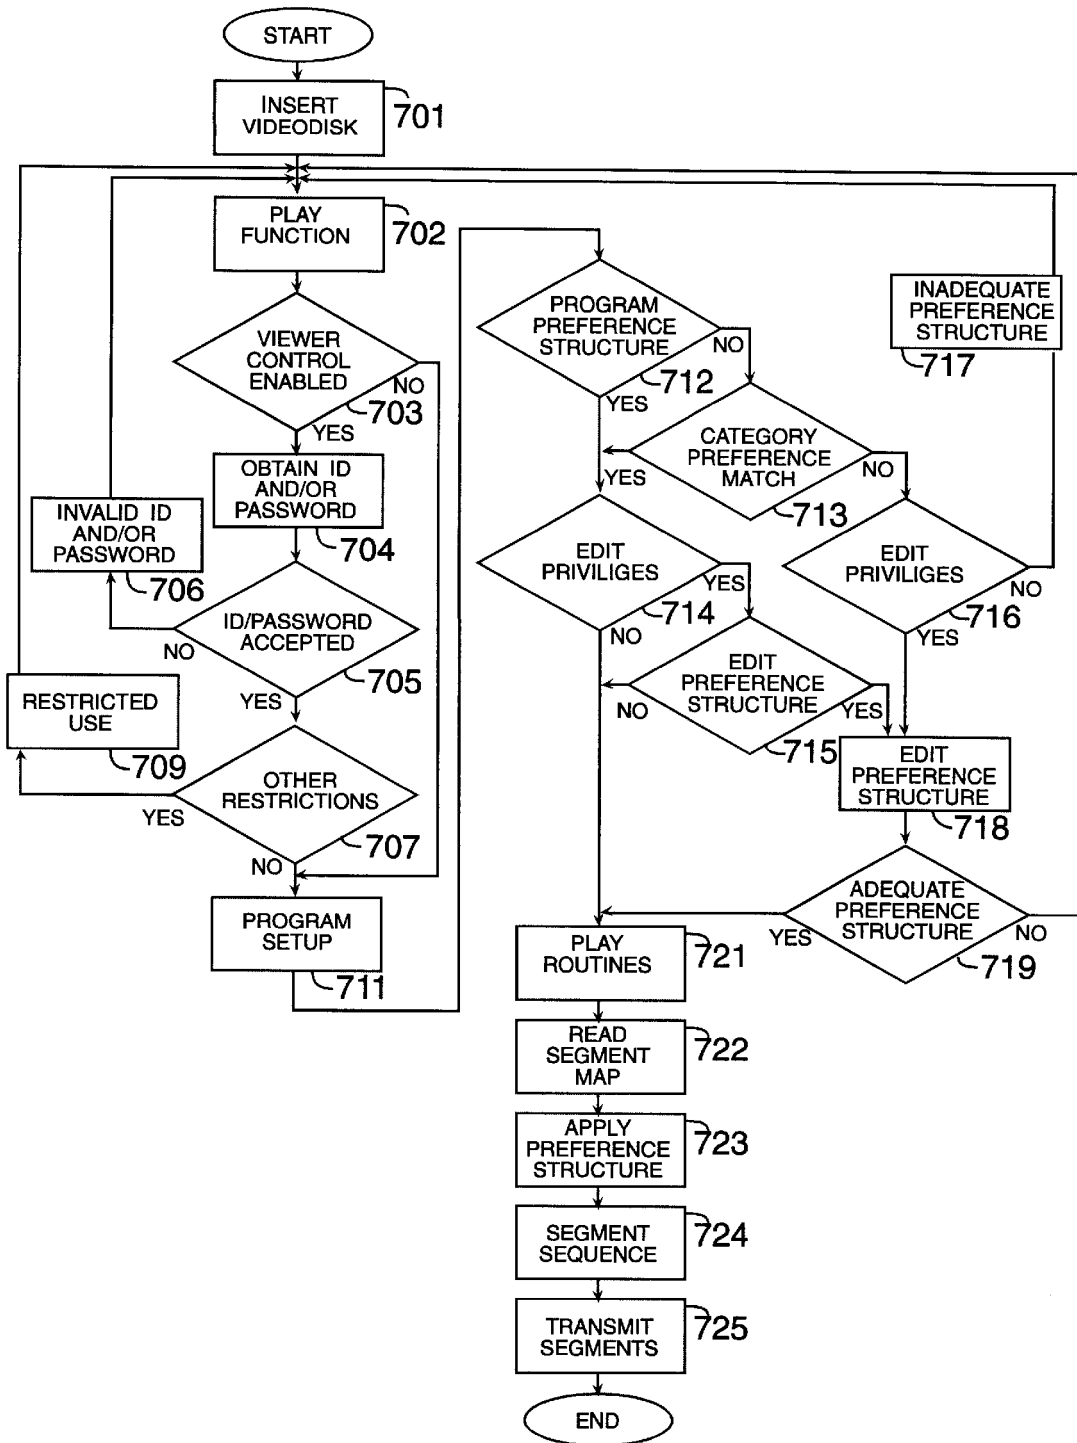 START
INSERT
VIDEODISK
701
PLAY
FUNCTION
702
VIEWER
CONTROL
ENABLED
NO
703
YES
OBTAIN ID
AND/OR
PASSWORD
704
INVALID ID
AND/OR
PASSWORD
706
ID/PASSWORD
ACCEPTED
NO
705
YES
RESTRICTED
USE
709
OTHER
RESTRICTIONS
YES
707
NO
PROGRAM
SETUP
711
PROGRAM
PREFERENCE
STRUCTURE
NO
712
YES
INADEQUATE
PREFERENCE
STRUCTURE
717
CATEGORY
PREFERENCE
MATCH
YES
NO
713
EDIT
PRIVILIGES
YES
714
NO
EDIT
PRIVILIGES
NO
716
YES
EDIT
PREFERENCE
STRUCTURE
NO
YES
715
EDIT
PREFERENCE
STRUCTURE
718
ADEQUATE
PREFERENCE
STRUCTURE
YES
NO
719
PLAY
ROUTINES
721
READ
SEGMENT
MAP
722
APPLY
PREFERENCE
STRUCTURE
723
SEGMENT
SEQUENCE
724
TRANSMIT
SEGMENTS
725
END